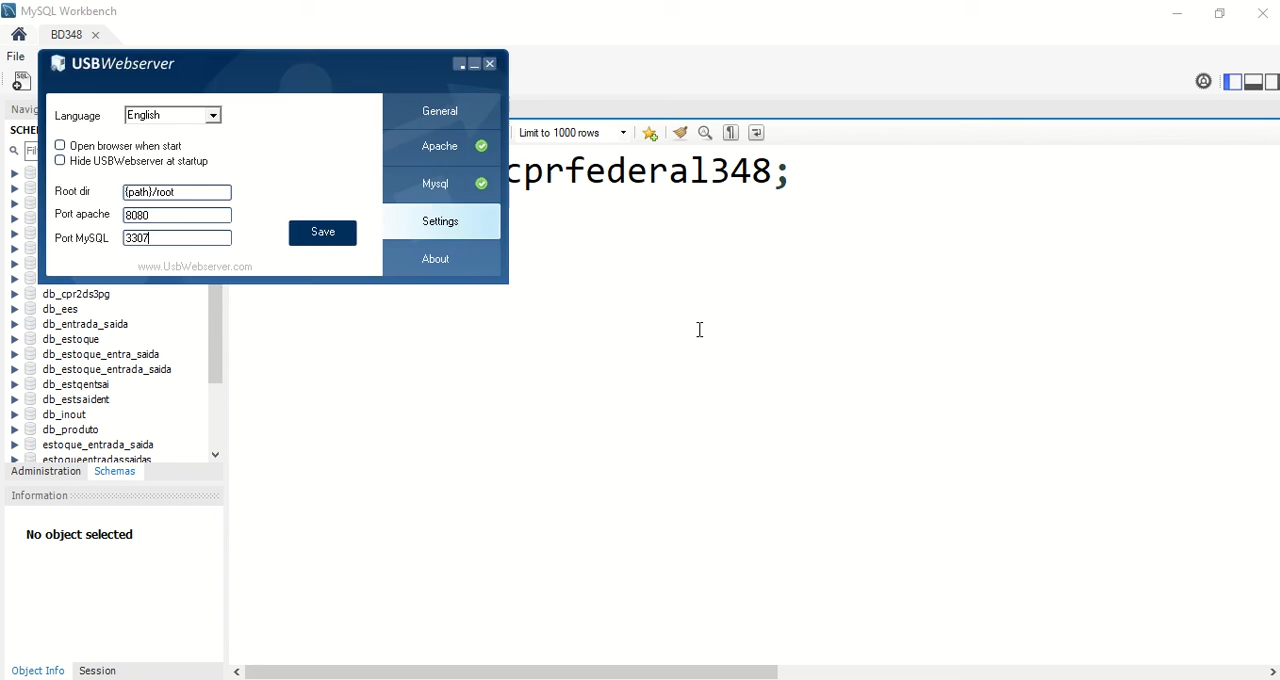 MySQL Workbench
BD348
File
USBWebserver
Language
English
Open browser when start
Hide USBWebserver at startup
Root dir
{path}/root
Port apache
8080
Port MySQL
3307
Save
www.UsbWebserver.com
General
Apache
Mysql
Settings
About
SQL
Limit to 1000 rows
cprfederal348;
db_cpr2ds3pg
db_ees
db_entrada_saida
db_estoque
db_estoque_entra_saida
db_estoque_entrada_saida
db_estqentsai
db_estsaident
db_inout
db_produto
estoque_entrada_saida
estoqueentradassaidas
Administration
Schemas
Information
No object selected
Object Info
Session